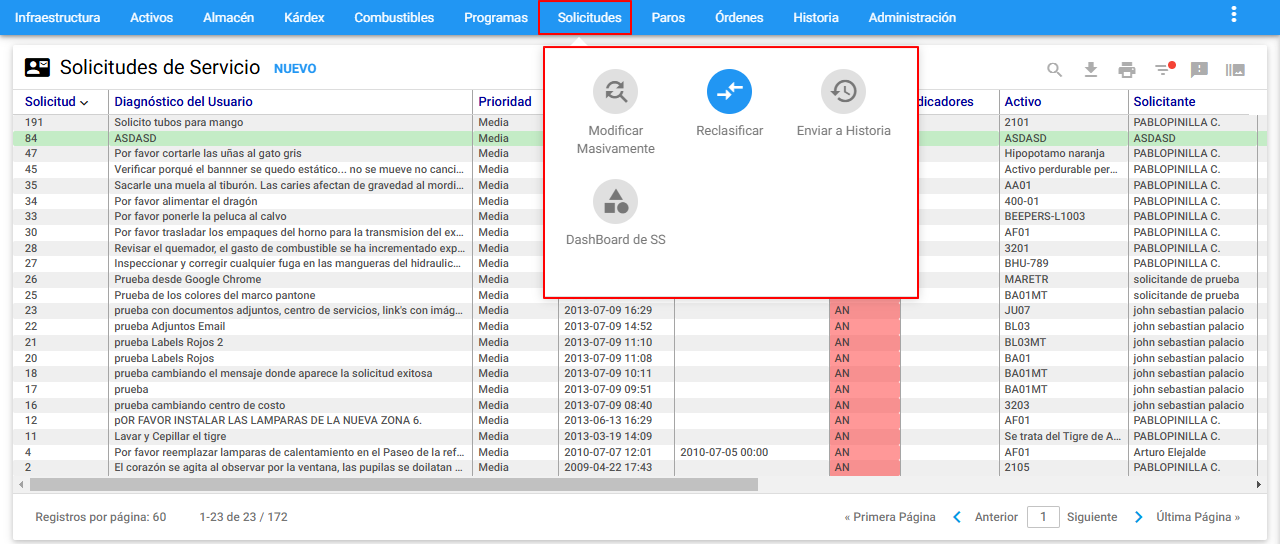 Infraestructura Activos Almacén Kárdex Combustibles Programas Solicitudes Paros Órdenes Historia Administración
Solicitudes de Servicio NUEVO
Modificar Masivamente
Reclasificar
Enviar a Historia
DashBoard de SS
Solicitud Diagnóstico del Usuario Prioridad dicadores Activo Solicitante
191 Solicito tubos para mango Media 2101 PABLOPINILLA C.
84 ASDASD Media ASDASD ASDASD
47 Por favor cortarle las uñas al gato gris Media Hipopotamo naranja PABLOPINILLA C.
45 Verificar porqué el bannner se quedo estático... no se mueve no canci... Media Activo perdurable per... PABLOPINILLA C.
35 Sacarle una muela al tiburón. Las caries afectan de gravedad al mordi... Media AA01 PABLOPINILLA C.
34 Por favor alimentar el dragón Media 400-01 PABLOPINILLA C.
33 Por favor ponerle la peluca al calvo Media BEEPERS-L1003 PABLOPINILLA C.
30 Por favor trasladar los empaques del horno para la transmision del ex... Media AF01 PABLOPINILLA C.
28 Revisar el quemador, el gasto de combustible se ha incrementado exp... Media 3201 PABLOPINILLA C.
27 Inspeccionar y corregir cualquier fuga en las mangueras del hidraulic... Media BHU-789 PABLOPINILLA C.
26 Prueba desde Google Chrome Media MARETR solicitande de prueba
25 Prueba de los colores del marco pantone Media BA01MT solicitande de prueba
23 prueba con documentos adjuntos, centro de servicios, link's con imág... Media 2013-07-09 16:29 AN JU07 john sebastian palacio
22 prueba Adjuntos Email Media 2013-07-09 14:52 AN BL03 john sebastian palacio
21 prueba Labels Rojos 2 Media 2013-07-09 11:10 AN BL03MT john sebastian palacio
20 prueba Labels Rojos Media 2013-07-09 11:08 AN BA01 john sebastian palacio
18 prueba cambiando el mensaje donde aparece la solicitud exitosa Media 2013-07-09 10:11 AN BA01MT john sebastian palacio
17 prueba Media 2013-07-09 09:51 AN BA01MT john sebastian palacio
16 prueba cambiando centro de costo Media 2013-07-09 08:40 AN 3203 john sebastian palacio
12 pOR FAVOR INSTALAR LAS LAMPARAS DE LA NUEVA ZONA 6. Media 2013-06-13 16:29 AN AF01 PABLOPINILLA C.
11 Lavar y Cepillar el tigre Media 2013-03-19 14:09 AN Se trata del Tigre de A... PABLOPINILLA C.
4 Por favor reemplazar lamparas de calentamiento en el Paseo de la ref... Media 2010-07-07 12:01 2010-07-05 00:00 AN AF01 Arturo Elejalde
2 El corazón se agita al observar por la ventana, las pupilas se doilatan ... Media 2009-04-22 17:43 AN 2105 PABLOPINILLA C.
Registros por página: 60 1-23 de 23 / 172 « Primera Página Anterior 1 Siguiente Última Página »